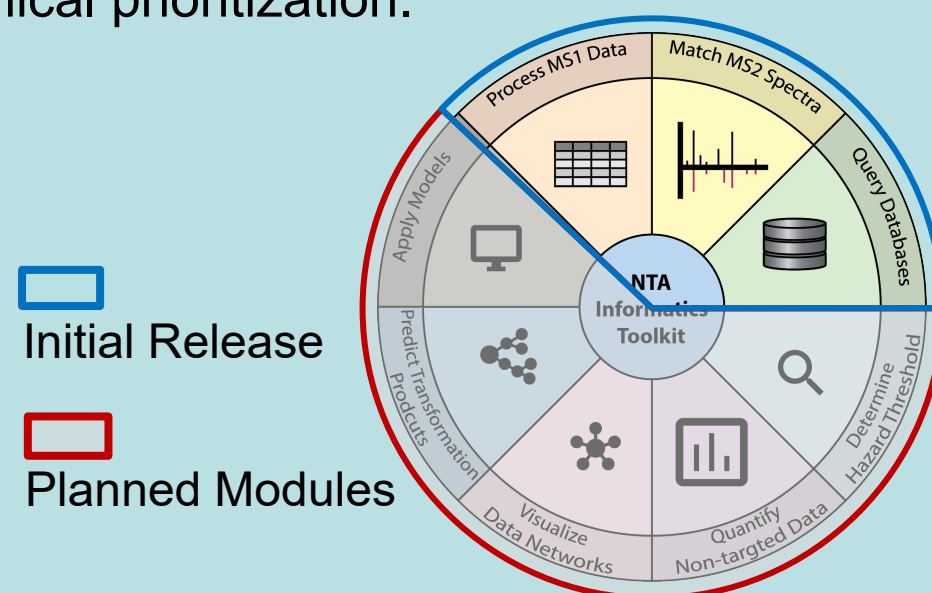 nical prioritization.
Process MS1 Data
Match MS2 Spectra
Query Databases
Apply Models
NTA
Informatics
Toolkit
Initial Release
Predict Transformation
Prodcuts
Determine
Hazard Threshold
Planned Modules
Visualize
Data Networks
Quantify
Non-targted Data